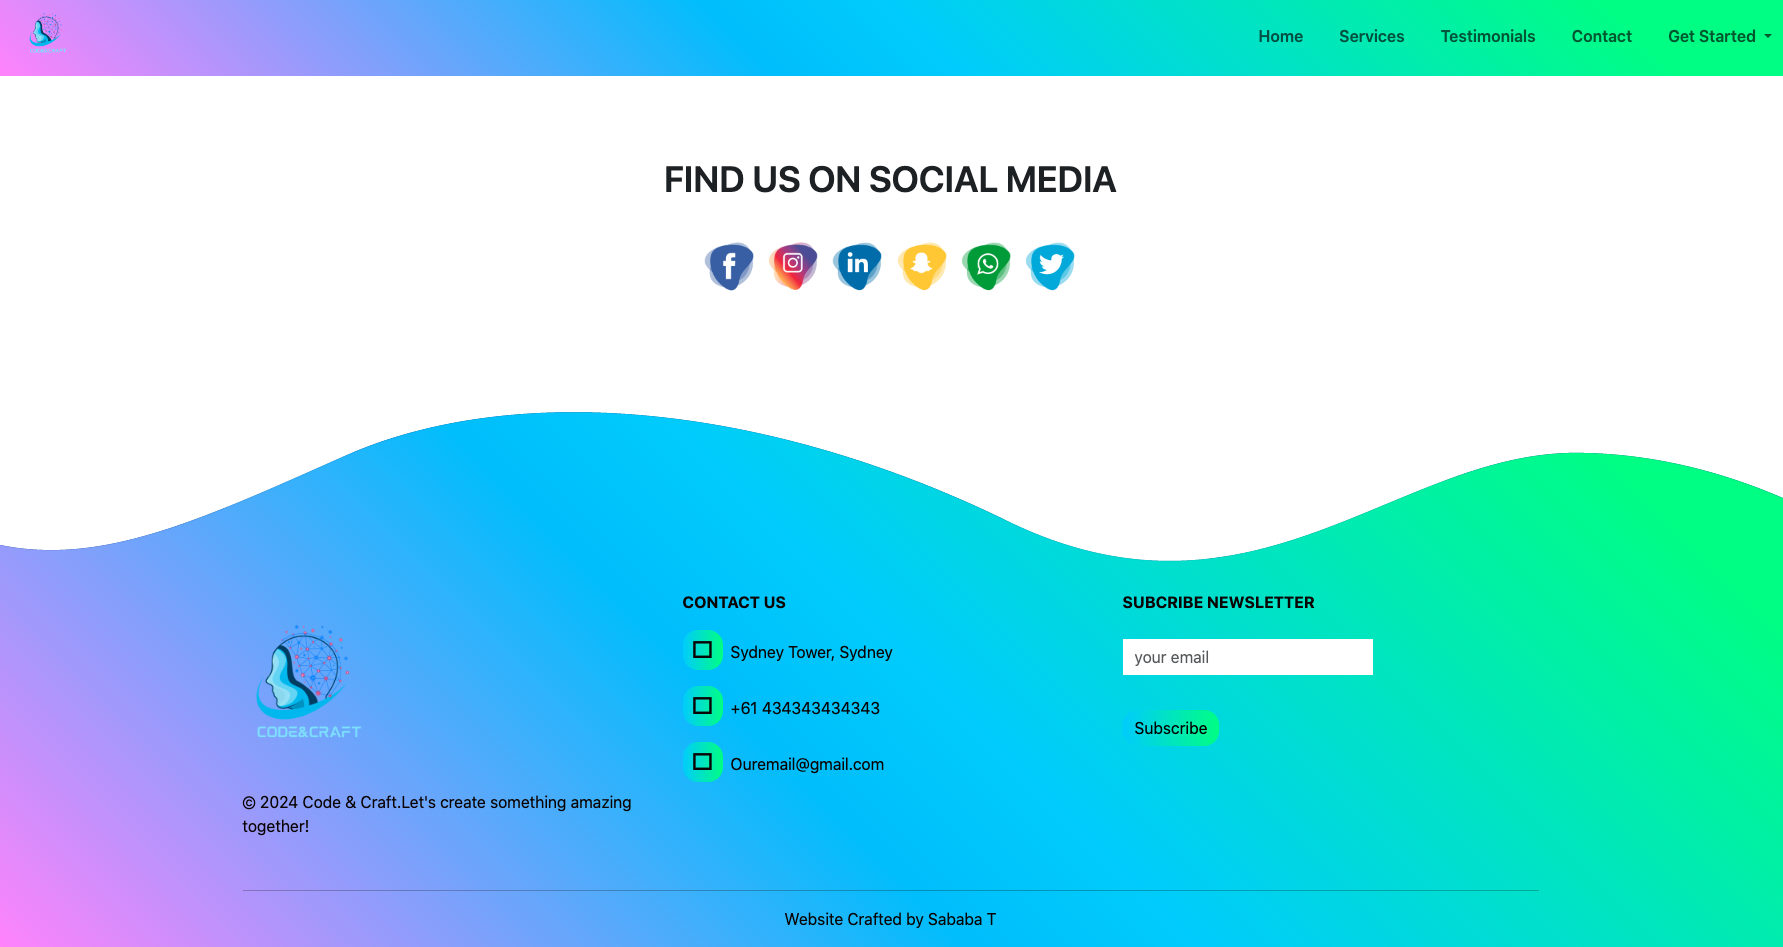 CODE&CRAFT
Home Services Testimonials Contact Get Started
FIND US ON SOCIAL MEDIA
CODE&CRAFT
© 2024 Code & Craft.Let's create something amazing
together!
CONTACT US
Sydney Tower, Sydney
+61 434343434343
Ouremail@gmail.com
SUBCRIBE NEWSLETTER
your email
Subscribe
Website Crafted by Sababa T